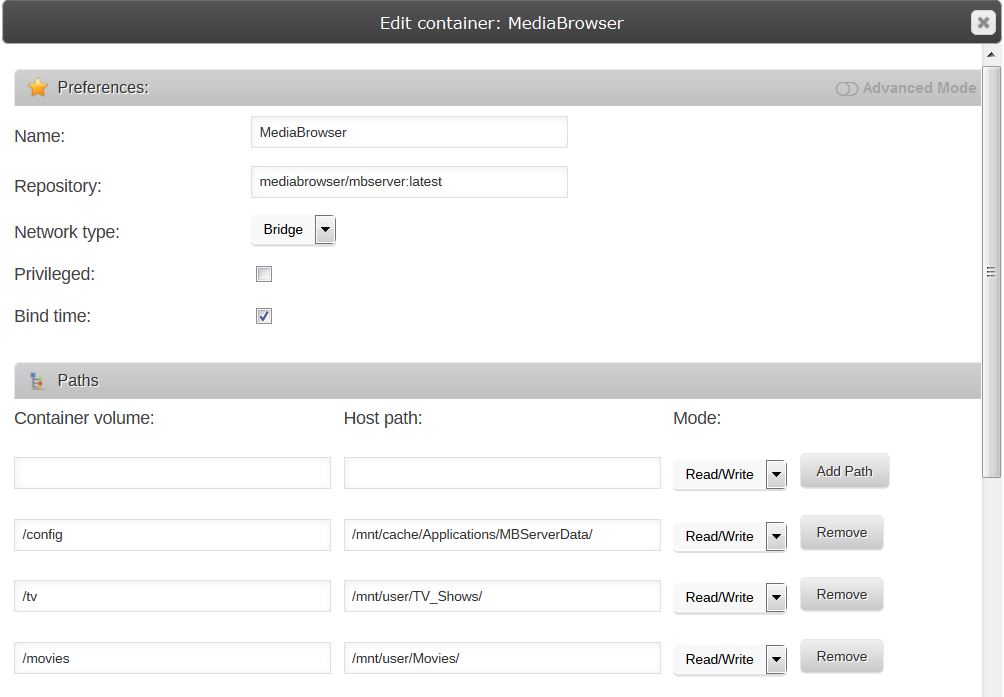 Edit container: MediaBrowser
Preferences:
Advanced Mode
Name:
MediaBrowser
Repository:
mediabrowser/mbserver:latest
Network type:
Bridge
Privileged:
Bind time:
Paths
Container volume:
Host path:
Mode:
Read/Write
Add Path
/config
/mnt/cache/Applications/MBServerData/
Read/Write
Remove
/tv
/mnt/user/TV_Shows/
Read/Write
Remove
/movies
/mnt/user/Movies/
Read/Write
Remove